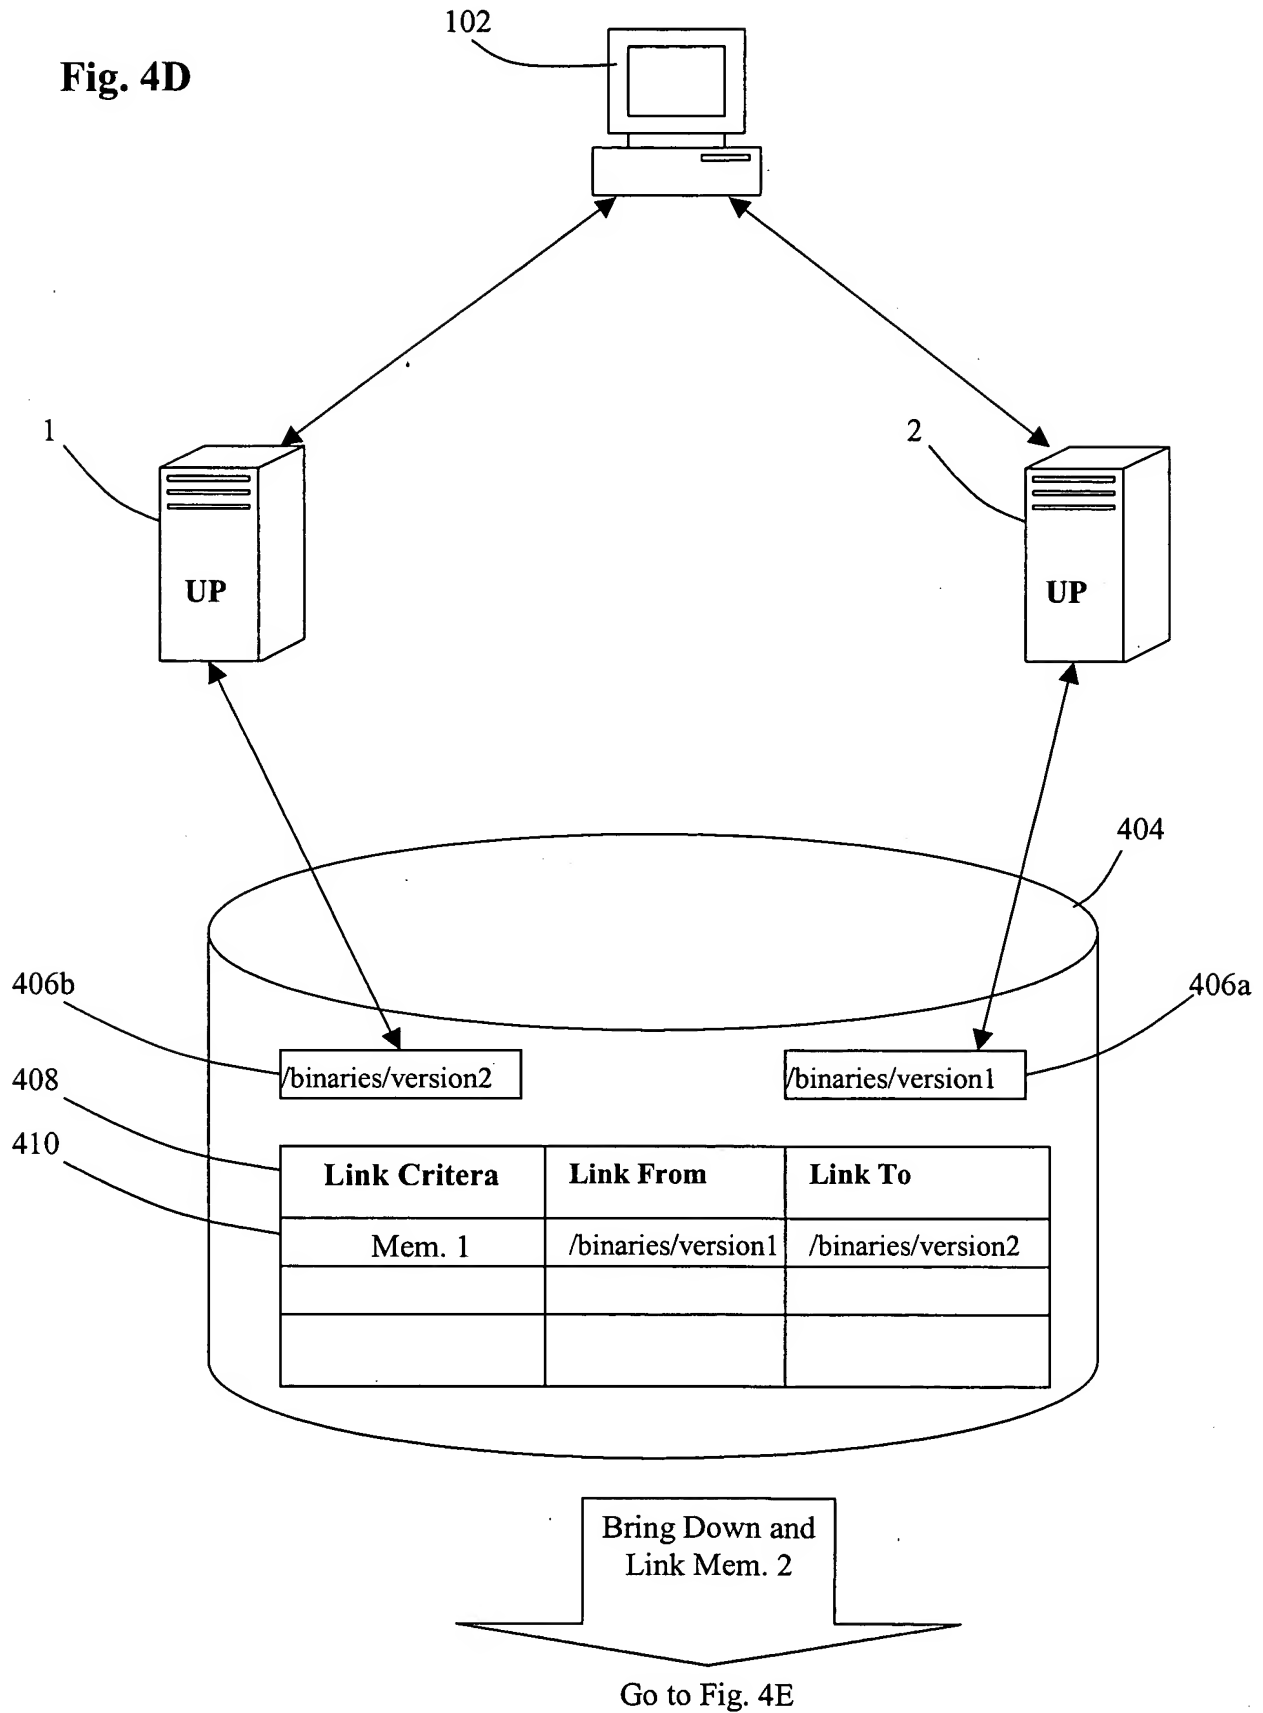 102
Fig. 4D
1
2
UP
UP
404
406b
406a
/binaries/version2
/binaries/version1
408
410
Link Critera
Link From
Link To
Mem. 1
/binaries/version1
/binaries/version2
Bring Down and
Link Mem. 2
Go to Fig. 4E